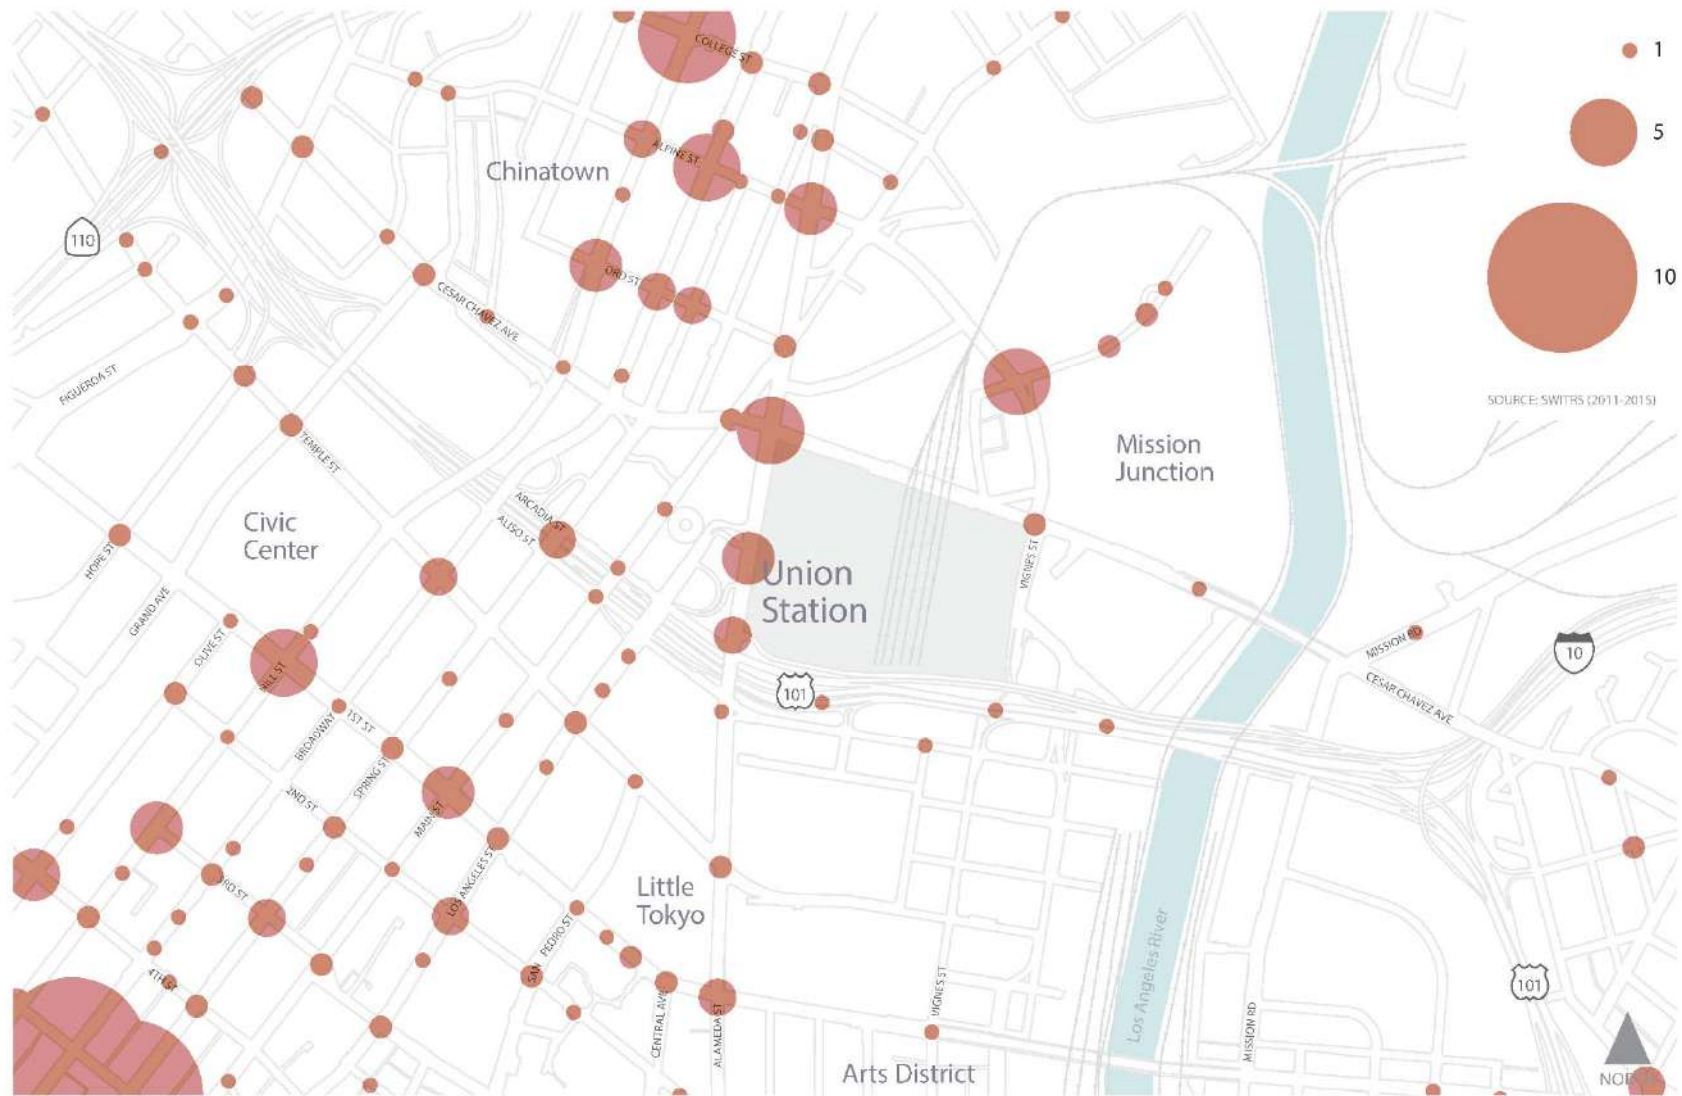 COLLEGE ST
1
5
ALPINE ST
Chinatown
110
ORD ST
10
CESAR CHAVEZ AVE
FIGUEROA ST
SOURCE: SWITRS (2011-2015)
TEMPLE ST
Mission
Junction
ARCADIA ST
ALISO ST
Civic
Center
HOPE ST
VIGNES ST
Union
Station
GRAND AVE
OLIVE ST
MISSION RD
10
HILL ST
101
CESAR CHAVEZ AVE
1ST ST
BROADWAY
SPRING ST
2ND ST
MAIN ST
LOS ANGELES ST
Little
Tokyo
3RD ST
SAN PEDRO ST
4TH ST
101
Los Angeles River
VIGNES ST
CENTRAL AVE
ALAMEDA ST
MISSION RD
Arts District
NORTH